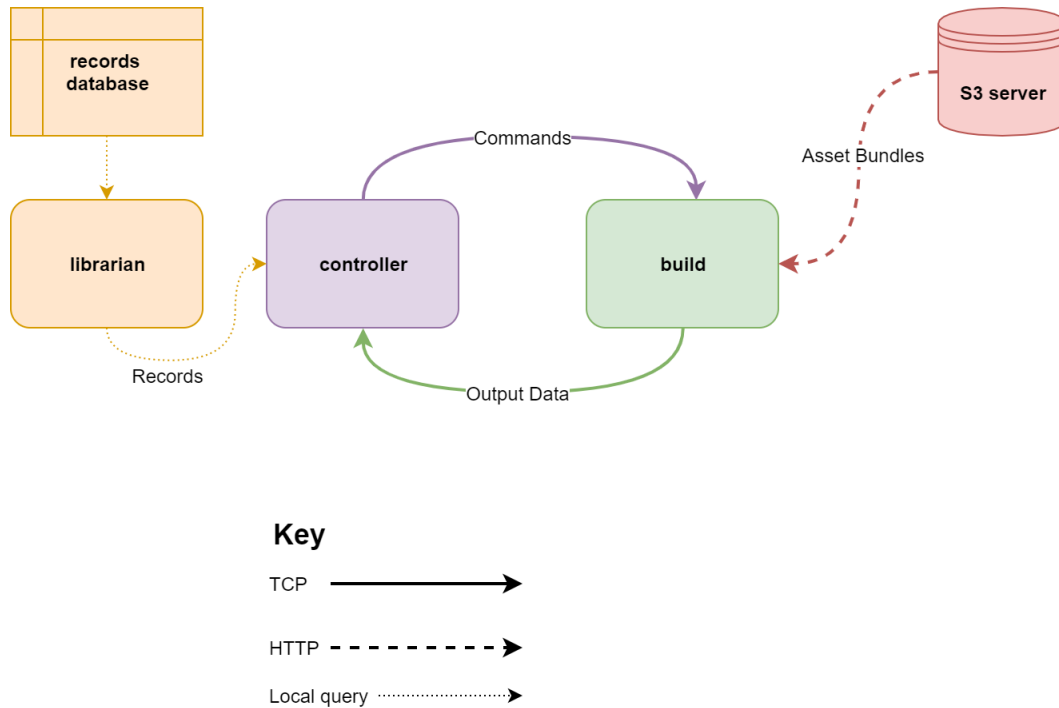 records
database
S3 server
Commands
Asset Bundles
librarian
controller
build
Records
Output Data
Key
TCP
HTTP
Local query